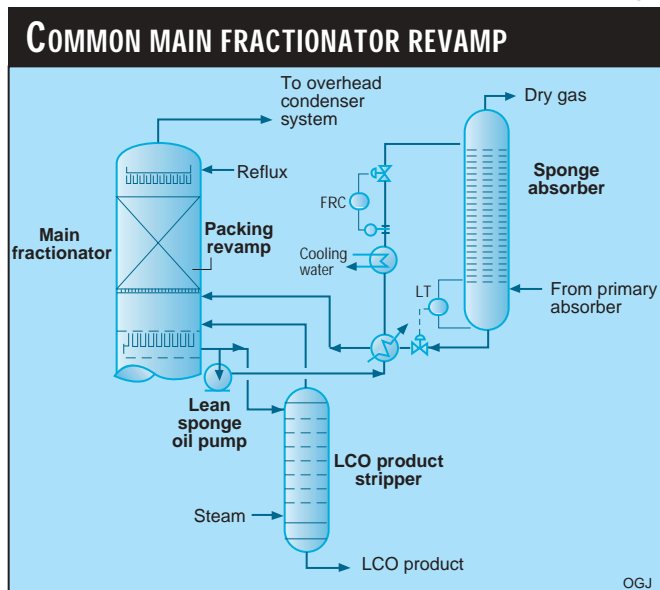 COMMON MAIN FRACTIONATOR REVAMP
To overhead
condenser
system
Dry gas
Reflux
Sponge
absorber
FRC
Main
fractionator
Packing
revamp
Cooling
water
LT
From primary
absorber
Lean
sponge
oil pump
LCO product
stripper
Steam
LCO product
OGJ